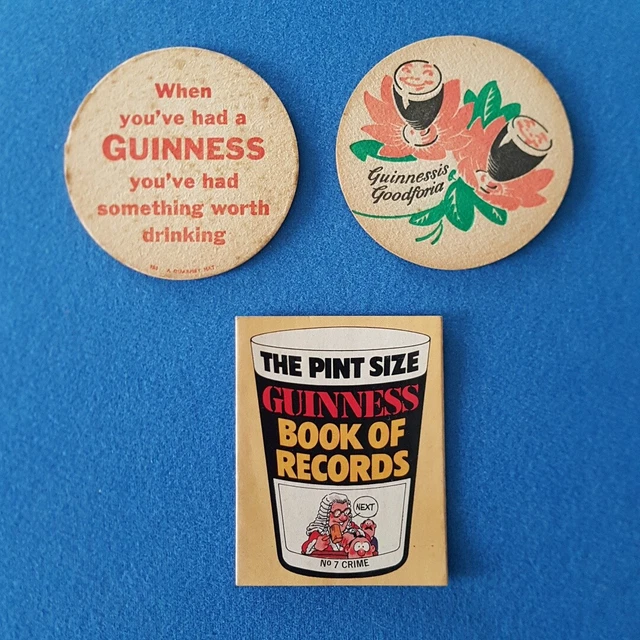 When
you've had a
GUINNESS
you've had
something worth
drinking
Guinnessis
Goodforia
THE PINT SIZE
GUINNESS
BOOK OF
RECORDS
NEXT
No 7 CRIME